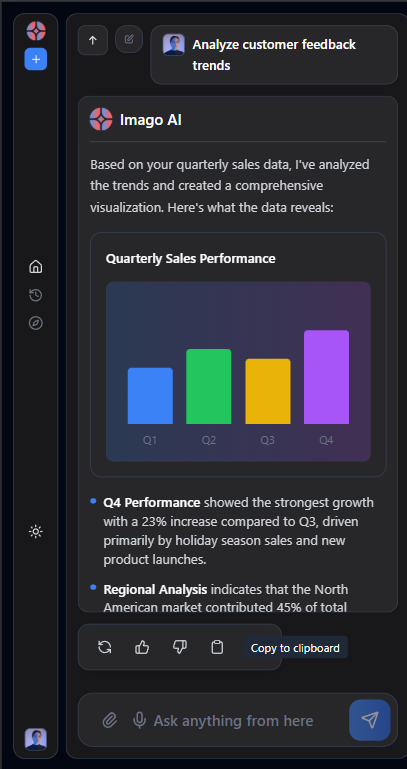 Analyze customer feedback
trends
Imago AI
Based on your quarterly sales data, I've analyzed
the trends and created a comprehensive
visualization. Here's what the data reveals:
Quarterly Sales Performance
Q1 Q2 Q3 Q4
Q4 Performance showed the strongest growth
with a 23% increase compared to Q3, driven
primarily by holiday season sales and new
product launches.
Regional Analysis indicates that the North
American market contributed 45% of total
Copy to clipboard
Ask anything from here